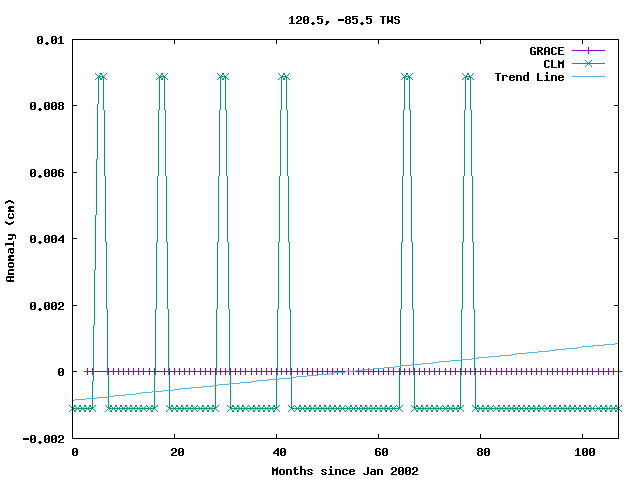 120.5, -85.5 TWS
GRACE
CLM
Trend Line
0.01
0.008
0.006
0.004
0.002
0
-0.002
Anomaly (cm)
0 20 40 60 80 100
Months since Jan 2002